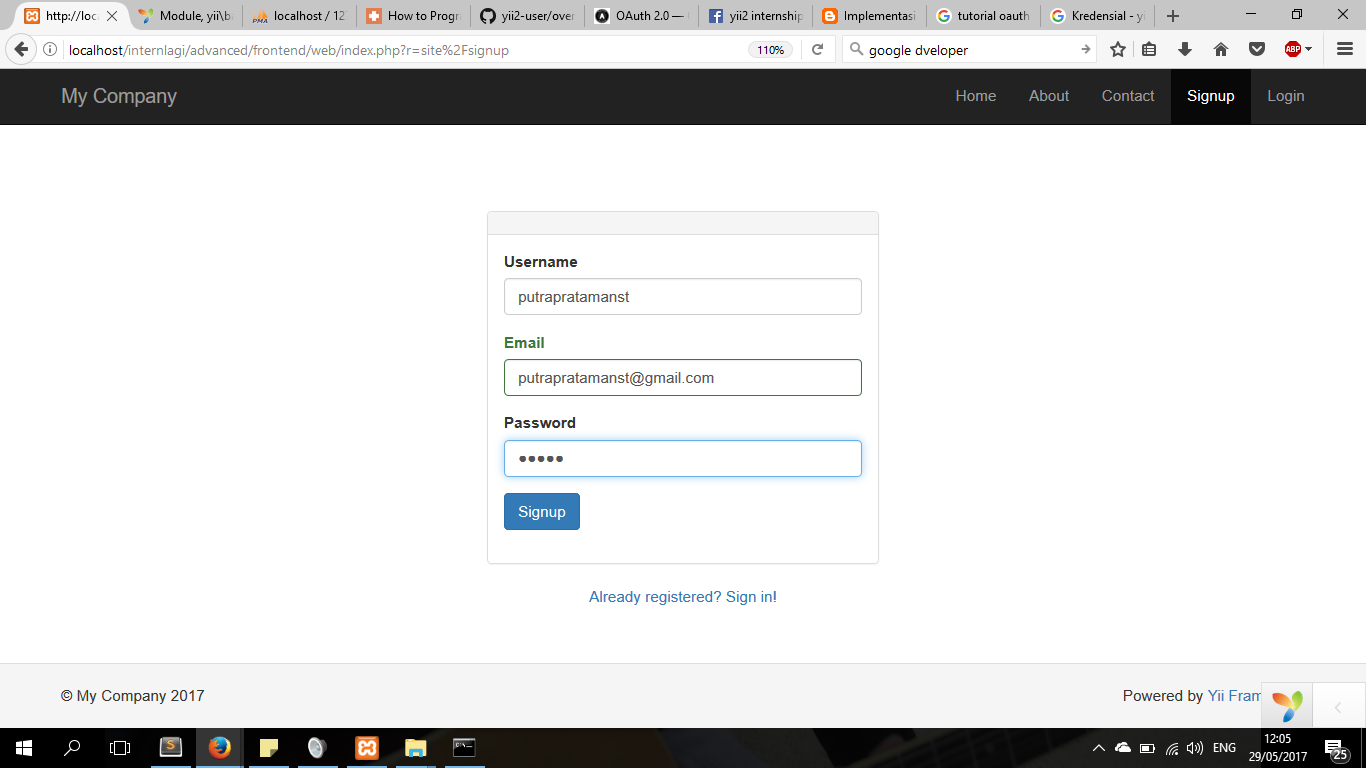 http://loc
Module, yii\ba
localhost / 127
How to Progr
yii2-user/over
OAuth 2.0 —
yii2 internship
Implementasi
tutorial oauth
Kredensial - yi
localhost/internlagi/advanced/frontend/web/index.php?r=site%2Fsignup
110%
google dveloper
ABP
My Company
Home
About
Contact
Signup
Login
Username
putrapratamanst
Email
putrapratamanst@gmail.com
Password
Signup
Already registered? Sign in!
© My Company 2017
Powered by Yii Fram
ENG
12:05
29/05/2017
25